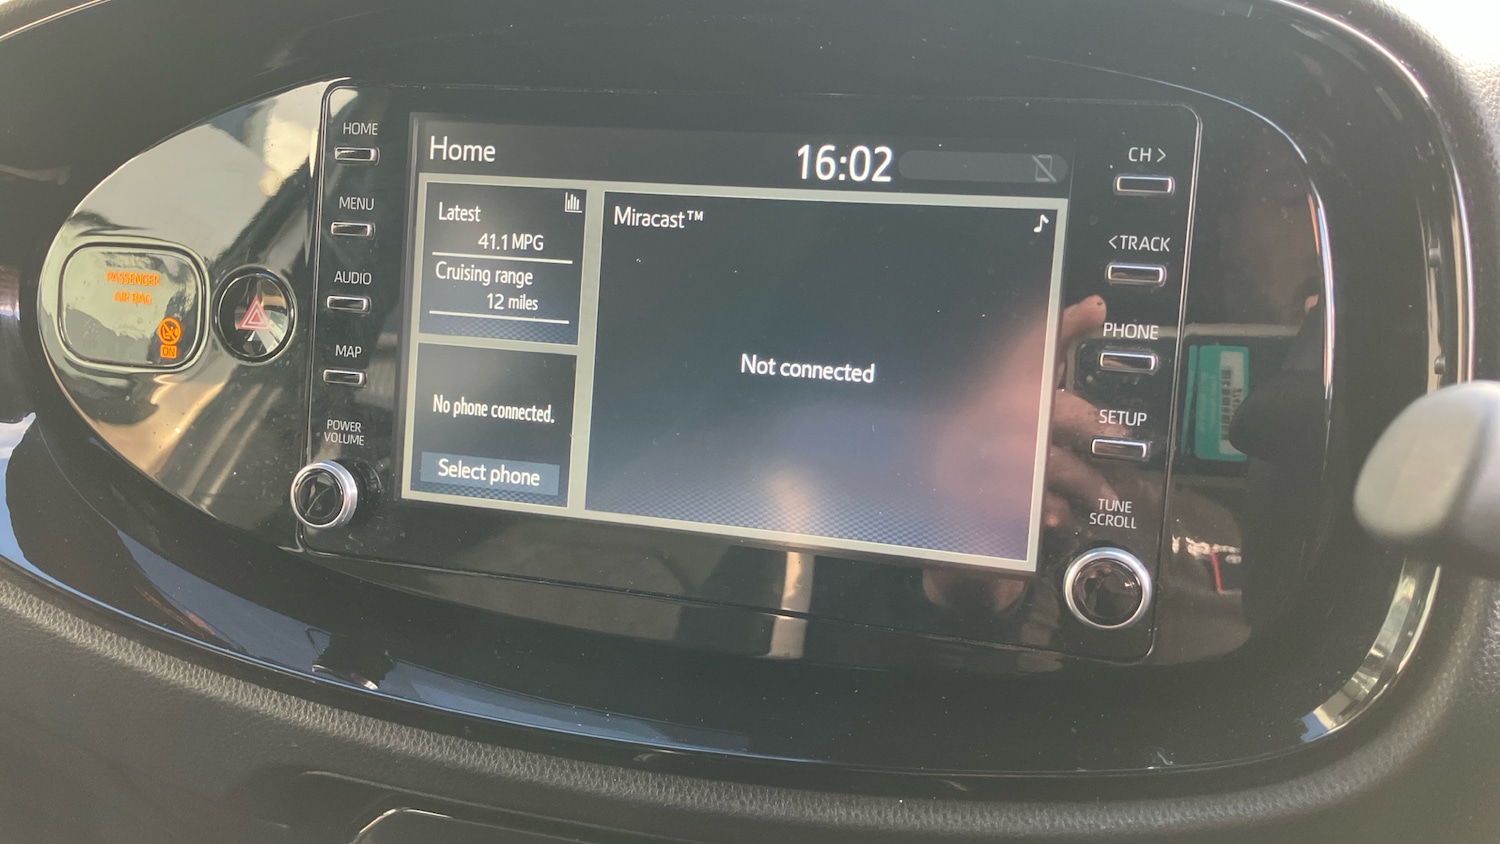 HOME
MENU
AUDIO
MAP
POWER
VOLUME
PASSENGER
AIR BAG
ON
Home
16:02
Latest
41.1 MPG
Cruising range
12 miles
No phone connected.
Select phone
Miracast™
Not connected
CH >
< TRACK
PHONE
SETUP
TUNE
SCROLL